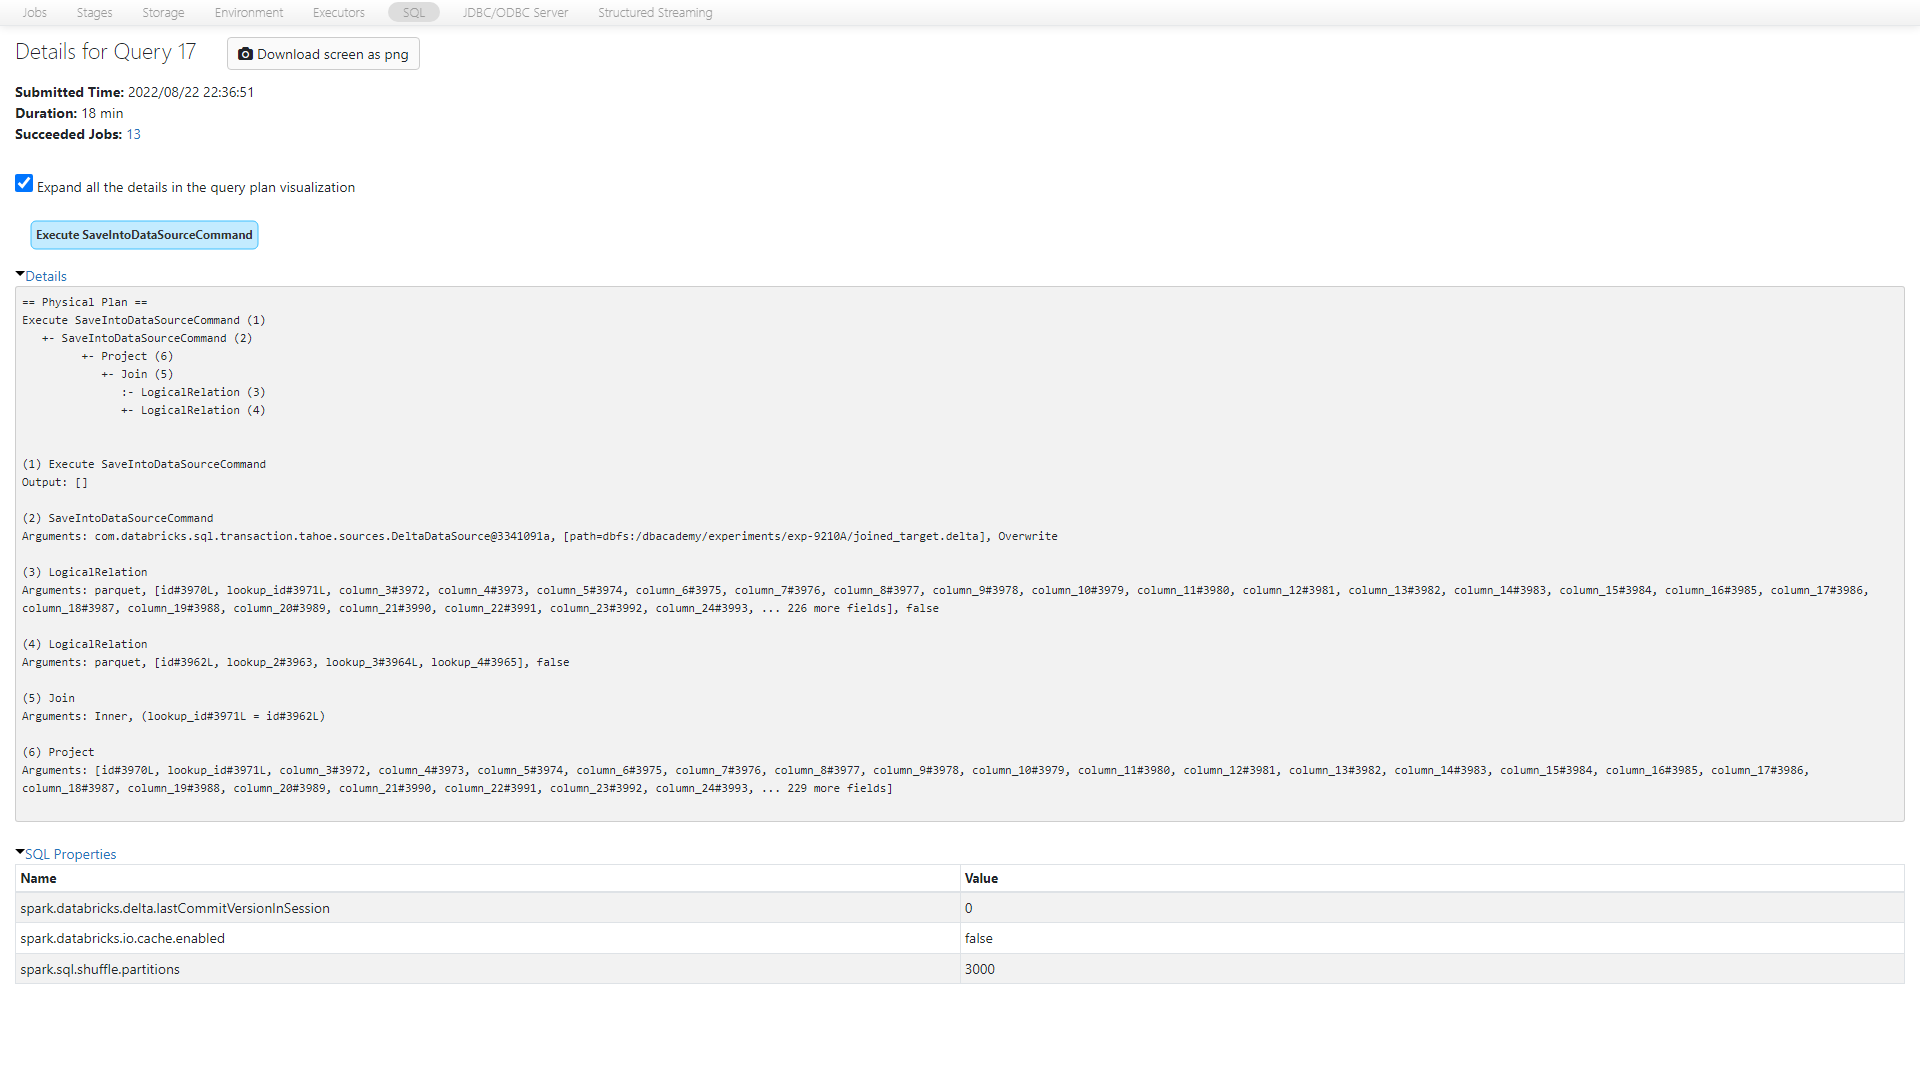 Jobs Stages Storage Environment Executors SQL JDBC/ODBC Server Structured Streaming
Details for Query 17 Download screen as png
Submitted Time: 2022/08/22 22:36:51
Duration: 18 min
Succeeded Jobs: 13
Expand all the details in the query plan visualization
Execute SaveIntoDataSourceCommand
Details
== Physical Plan ==
Execute SaveIntoDataSourceCommand (1)
   +- SaveIntoDataSourceCommand (2)
         +- Project (6)
            +- Join (5)
               :- LogicalRelation (3)
               +- LogicalRelation (4)
(1) Execute SaveIntoDataSourceCommand
Output: []
(2) SaveIntoDataSourceCommand
Arguments: com.databricks.sql.transaction.tahoe.sources.DeltaDataSource@3341091a, [path=dbfs:/dbacademy/experiments/exp-9210A/joined_target.delta], Overwrite
(3) LogicalRelation
Arguments: parquet, [id#3970L, lookup_id#3971L, column_3#3972, column_4#3973, column_5#3974, column_6#3975, column_7#3976, column_8#3977, column_9#3978, column_10#3979, column_11#3980, column_12#3981, column_13#3982, column_14#3983, column_15#3984, column_16#3985, column_17#3986,
column_18#3987, column_19#3988, column_20#3989, column_21#3990, column_22#3991, column_23#3992, column_24#3993, ... 226 more fields], false
(4) LogicalRelation
Arguments: parquet, [id#3962L, lookup_2#3963, lookup_3#3964L, lookup_4#3965], false
(5) Join
Arguments: Inner, (lookup_id#3971L = id#3962L)
(6) Project
Arguments: [id#3970L, lookup_id#3971L, column_3#3972, column_4#3973, column_5#3974, column_6#3975, column_7#3976, column_8#3977, column_9#3978, column_10#3979, column_11#3980, column_12#3981, column_13#3982, column_14#3983, column_15#3984, column_16#3985, column_17#3986,
column_18#3987, column_19#3988, column_20#3989, column_21#3990, column_22#3991, column_23#3992, column_24#3993, ... 229 more fields]
SQL Properties
Name Value
spark.databricks.delta.lastCommitVersionInSession 0
spark.databricks.io.cache.enabled false
spark.sql.shuffle.partitions 3000